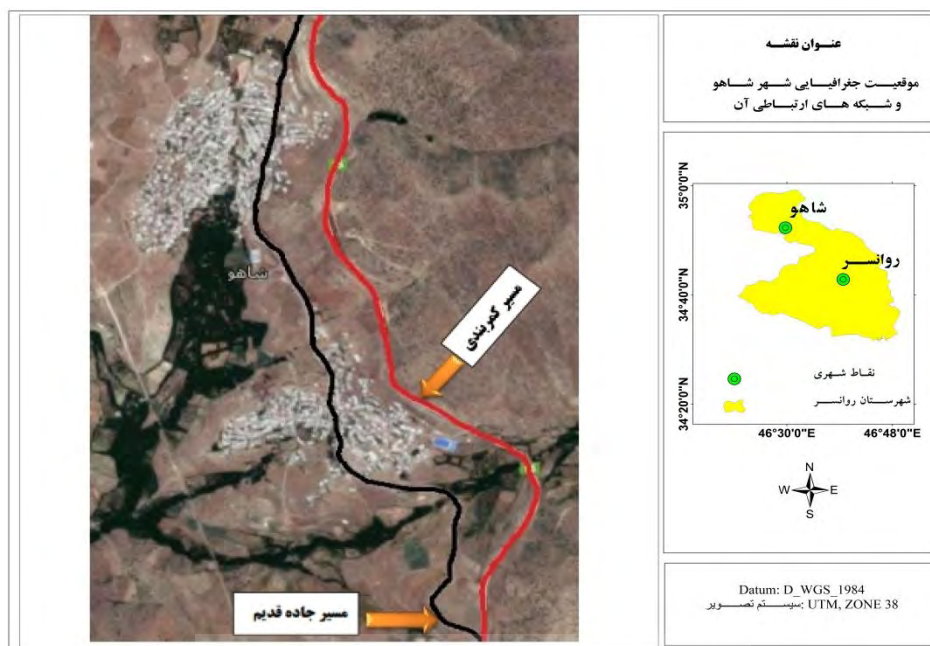 شاهو
مسیر کمربندی
مسیر جاده قدیم
عنوان نقشه
موقعیت جغرافیایی شهر شاهو
و شبکه های ارتباطی آن
35°0'0"N
34°40'0"N
34°20'0"N
شاهو
روانسر
نقاط شهری
شهرستان روانسر
46°30'0"E
46°48'0"E
N
W
E
S
Datum: D_WGS_1984
سیستم تصویر: UTM, ZONE 38